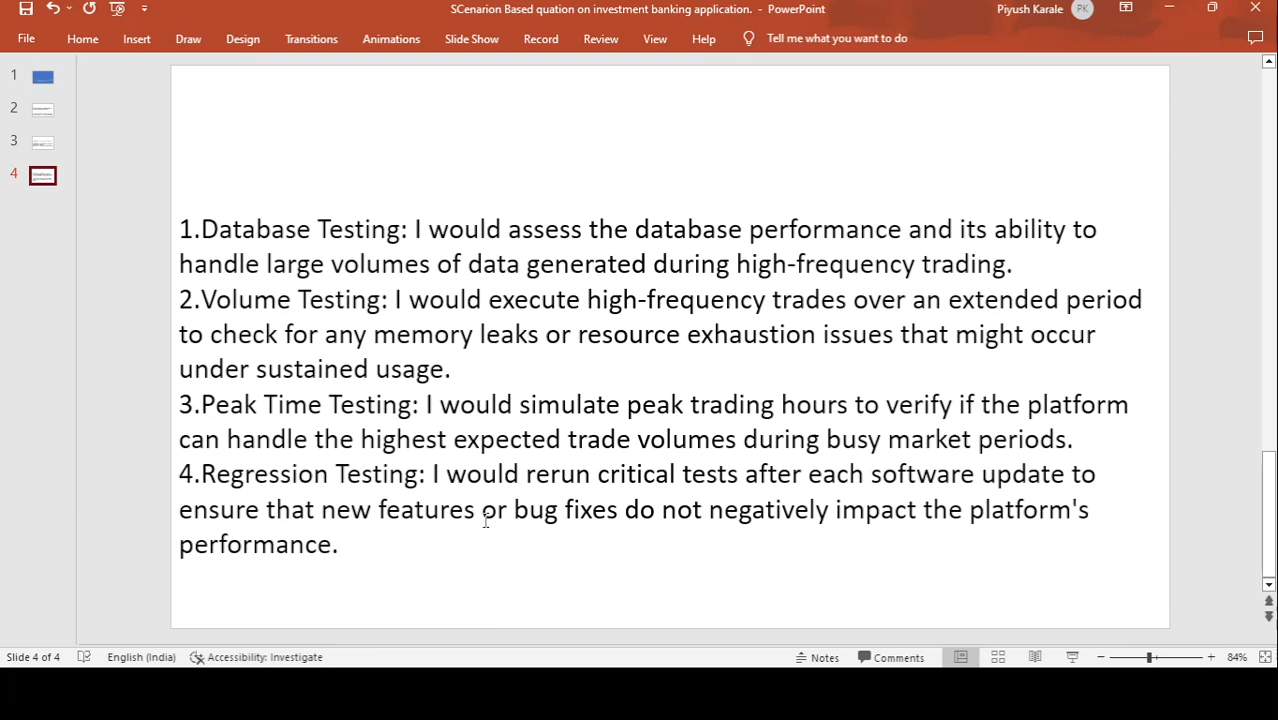 SCenarion Based quation on investment banking application. - PowerPoint
Piyush Karale PK
File Home Insert Draw Design Transitions Animations Slide Show Record Review View Help Tell me what you want to do
1
2
3
4
1.Database Testing: I would assess the database performance and its ability to
handle large volumes of data generated during high-frequency trading.
2.Volume Testing: I would execute high-frequency trades over an extended period
to check for any memory leaks or resource exhaustion issues that might occur
under sustained usage.
3.Peak Time Testing: I would simulate peak trading hours to verify if the platform
can handle the highest expected trade volumes during busy market periods.
4.Regression Testing: I would rerun critical tests after each software update to
ensure that new features or bug fixes do not negatively impact the platform's
performance.
Slide 4 of 4 English (India) Accessibility: Investigate Notes Comments 84%